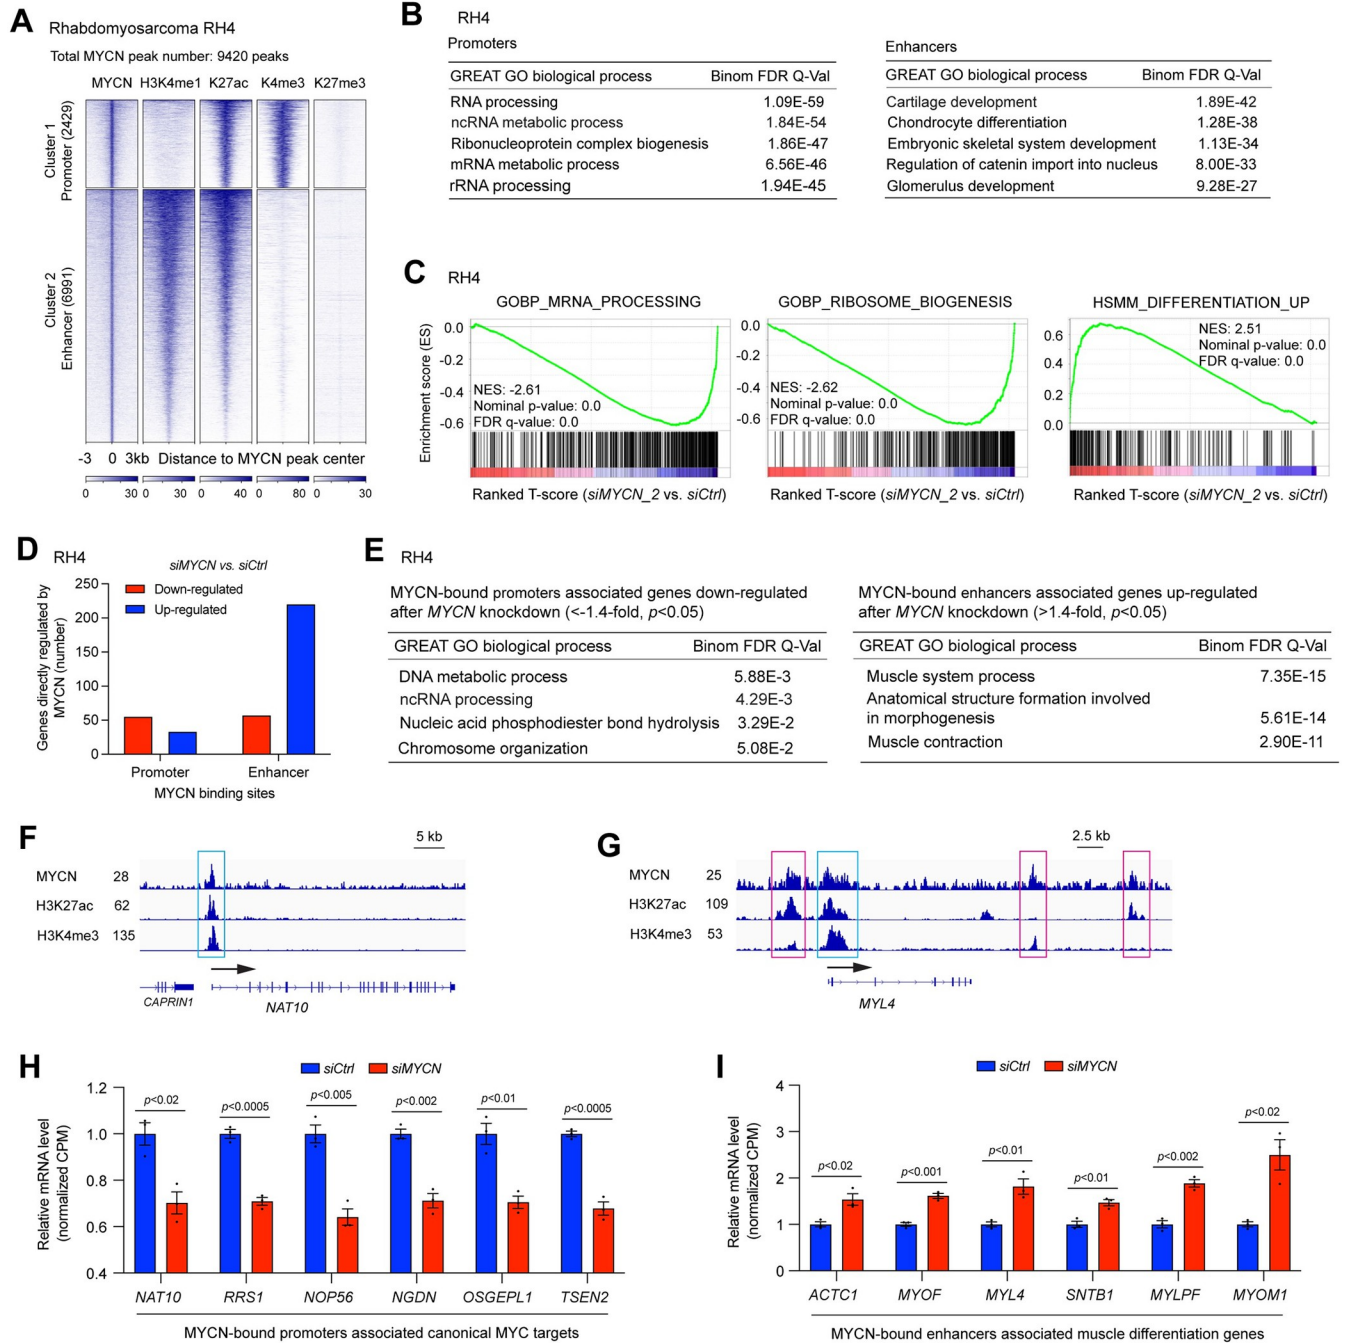 A
Rhabdomyosarcoma RH4
Total MYCN peak number: 9420 peaks
MYCN H3K4me1 K27ac K4me3 K27me3
Cluster 1
Promoter (2429)
Cluster 2
Enhancer (6991)
-3 0 3kb Distance to MYCN peak center
0 30 0 30 0 40 0 80 0 30
B
RH4
Promoters
GREAT GO biological process Binom FDR Q-Val
RNA processing 1.09E-59
ncRNA metabolic process 1.84E-54
Ribonucleoprotein complex biogenesis 1.86E-47
mRNA metabolic process 6.56E-46
rRNA processing 1.94E-45
Enhancers
GREAT GO biological process Binom FDR Q-Val
Cartilage development 1.89E-42
Chondrocyte differentiation 1.28E-38
Embryonic skeletal system development 1.13E-34
Regulation of catenin import into nucleus 8.00E-33
Glomerulus development 9.28E-27
C
RH4
Enrichment score (ES)
GOBP_MRNA_PROCESSING
0.0
-0.2
-0.4
-0.6
NES: -2.61
Nominal p-value: 0.0
FDR q-value: 0.0
Ranked T-score (siMYCN_2 vs. siCtrl)
GOBP_RIBOSOME_BIOGENESIS
0.0
-0.2
-0.4
-0.6
NES: -2.62
Nominal p-value: 0.0
FDR q-value: 0.0
Ranked T-score (siMYCN_2 vs. siCtrl)
HSMM_DIFFERENTIATION_UP
0.6
0.4
0.2
0.0
NES: 2.51
Nominal p-value: 0.0
FDR q-value: 0.0
Ranked T-score (siMYCN_2 vs. siCtrl)
D
RH4
siMYCN vs. siCtrl
Down-regulated
Up-regulated
Genes directly regulated by
MYCN (number)
250
200
150
100
50
0
Promoter Enhancer
MYCN binding sites
E
RH4
MYCN-bound promoters associated genes down-regulated
after MYCN knockdown (<-1.4-fold, p<0.05)
GREAT GO biological process Binom FDR Q-Val
DNA metabolic process 5.88E-3
ncRNA processing 4.29E-3
Nucleic acid phosphodiester bond hydrolysis 3.29E-2
Chromosome organization 5.08E-2
MYCN-bound enhancers associated genes up-regulated
after MYCN knockdown (>1.4-fold, p<0.05)
GREAT GO biological process Binom FDR Q-Val
Muscle system process 7.35E-15
Anatomical structure formation involved
in morphogenesis 5.61E-14
Muscle contraction 2.90E-11
F
5 kb
MYCN 28
H3K27ac 62
H3K4me3 135
CAPRIN1
NAT10
G
2.5 kb
MYCN 25
H3K27ac 109
H3K4me3 53
MYL4
H
siCtrl siMYCN
Relative mRNA level
(normalized CPM)
1.2
1.0
0.8
0.6
0.4
p<0.02 p<0.0005 p<0.005 p<0.002 p<0.01 p<0.0005
NAT10 RRS1 NOP56 NGDN OSGEPL1 TSEN2
MYCN-bound promoters associated canonical MYC targets
I
siCtrl siMYCN
Relative mRNA level
(normalized CPM)
4
3
2
1
0
p<0.02 p<0.001 p<0.01 p<0.01 p<0.002 p<0.02
ACTC1 MYOF MYL4 SNTB1 MYLPF MYOM1
MYCN-bound enhancers associated muscle differentiation genes